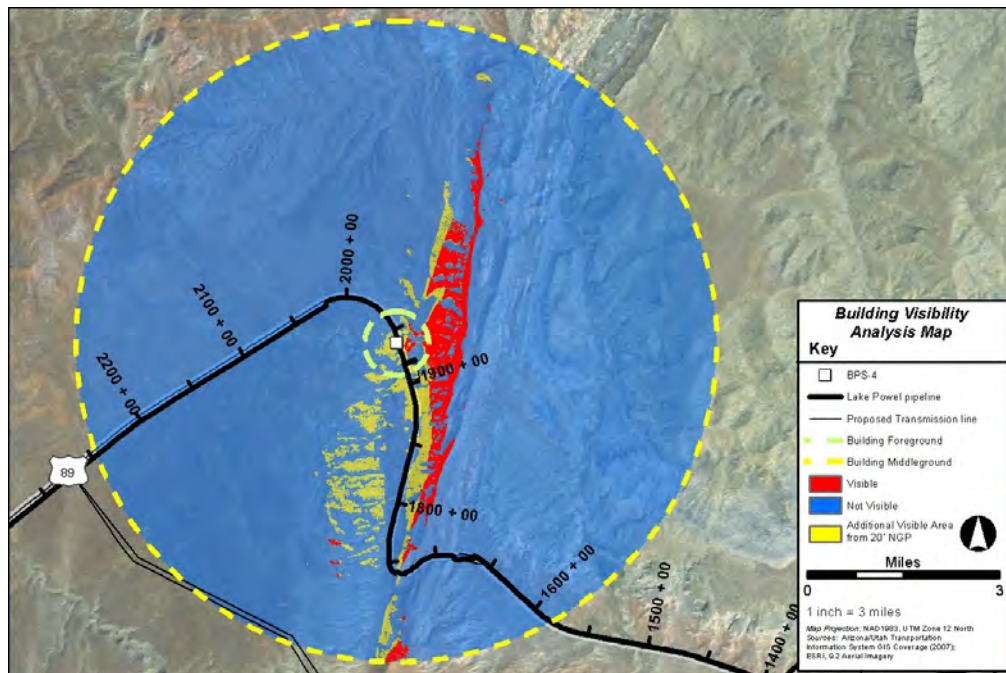 2000 + 00
2100 + 00
2200 + 00
1900 + 00
89
1800 + 00
1600 + 00
1500 + 00
1400 + 00
Building Visibility
Analysis Map
Key
BPS-4
Lake Powel pipeline
Proposed Transmission line
Building Foreground
Building Middleground
Visible
Not Visible
Additional Visible Area
from 20' NGP
Miles
0 3
1 inch = 3 miles
Map Projection: NAD1983, UTM Zone 12 North
Sources: Arizona/Utah Transportation
Information System GIS Coverage (2007);
ESRI, G.2 Aerial Imagery